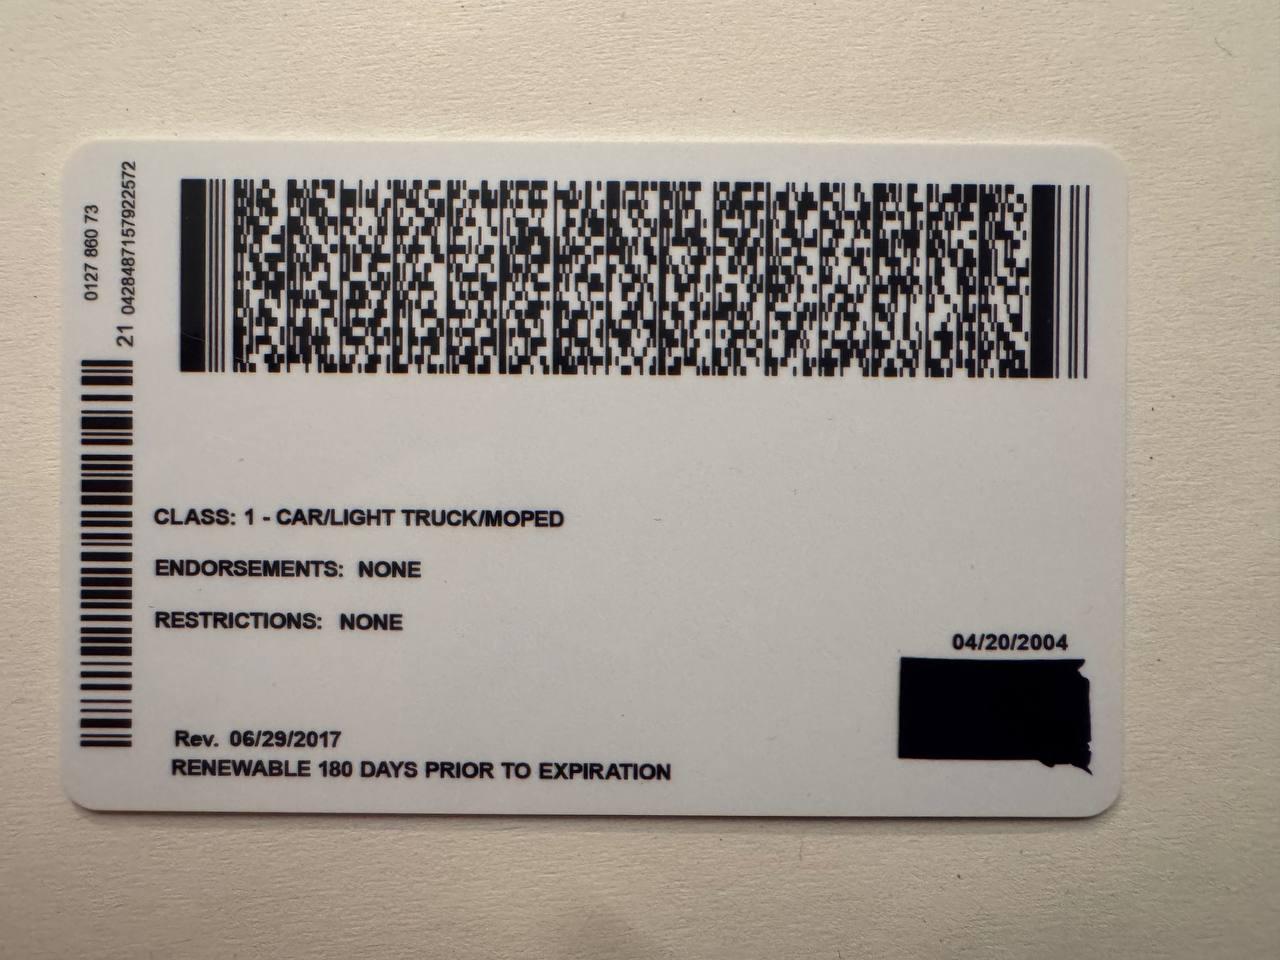 0127 860 73
21 0428487157922572
CLASS: 1 - CAR/LIGHT TRUCK/MOPED
ENDORSEMENTS: NONE
RESTRICTIONS: NONE
04/20/2004
Rev. 06/29/2017
RENEWABLE 180 DAYS PRIOR TO EXPIRATION